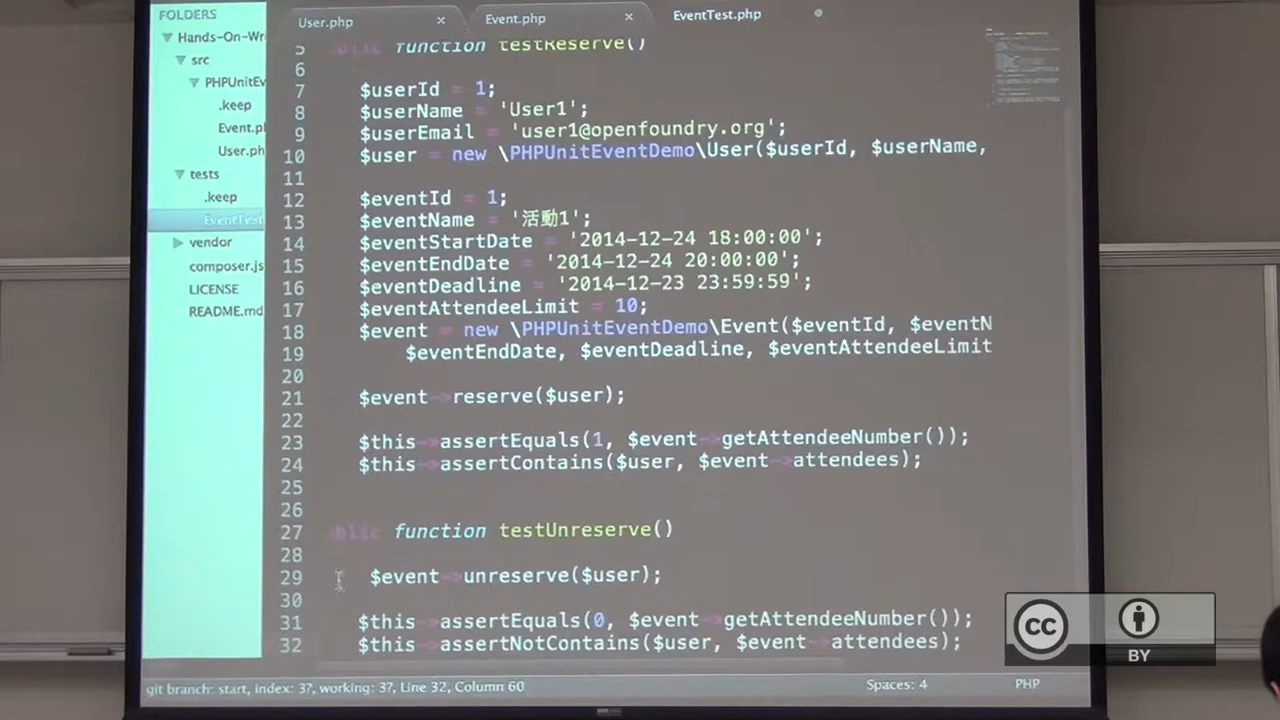 FOLDERS
Hands-On-Wr
src
PHPUnitEv
.keep
Event.ph
User.ph
tests
.keep
EventTest
vendor
composer.js
LICENSE
README.md
User.php × Event.php × EventTest.php
5 public function testReserve()
6
7 $userId = 1;
8 $userName = 'User1';
9 $userEmail = 'user1@openfoundry.org';
10 $user = new \PHPUnitEventDemo\User($userId, $userName,
11
12 $eventId = 1;
13 $eventName = '活動1';
14 $eventStartDate = '2014-12-24 18:00:00';
15 $eventEndDate = '2014-12-24 20:00:00';
16 $eventDeadline = '2014-12-23 23:59:59';
17 $eventAttendeeLimit = 10;
18 $event = new \PHPUnitEventDemo\Event($eventId, $eventN
19 $eventEndDate, $eventDeadline, $eventAttendeeLimit
20
21 $event->reserve($user);
22
23 $this->assertEquals(1, $event->getAttendeeNumber());
24 $this->assertContains($user, $event->attendees);
25
26
27 public function testUnreserve()
28
29 $event->unreserve($user);
30
31 $this->assertEquals(0, $event->getAttendeeNumber());
32 $this->assertNotContains($user, $event->attendees);
git branch: start, index: 3?, working: 3?, Line 32, Column 60 Spaces: 4 PHP
CC BY